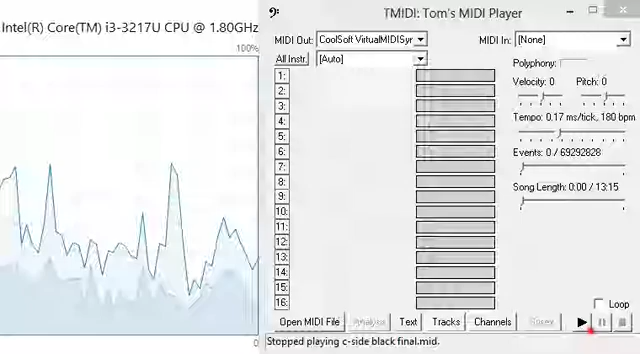 Intel(R) Core(TM) i3-3217U CPU @ 1.80GHz
100%
0
TMIDI: Tom's MIDI Player
MIDI Out: CoolSoft VirtualMIDISyr
MIDI In: [None]
All Instr. [Auto]
Polyphony:
Velocity: 0 Pitch: 0
Tempo: 0.17 ms/tick, 180 bpm
Events: 0 / 69292828
Song Length: 0:00 / 13:15
1:
2:
3:
4:
5:
6:
7:
8:
9:
10:
11:
12:
13:
14:
15:
16:
Loop
Open MIDI File Analysis Text Tracks Channels
Stopped playing c-side black final.mid.